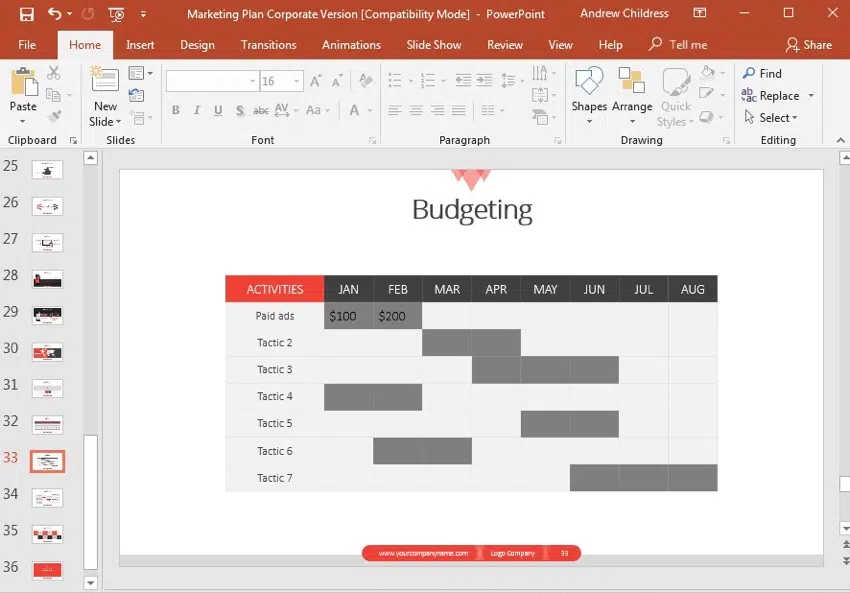 Marketing Plan Corporate Version [Compatibility Mode] - PowerPoint
Andrew Childress
File Home Insert Design Transitions Animations Slide Show Review View Help Tell me Share
Paste
New Slide
16
B I U S abc AV Aa A
Shapes Arrange Quick Styles
Find
Replace
Select
Clipboard Slides Font Paragraph Drawing Editing
25
26
27
28
29
30
31
32
33
34
35
36
Budgeting
ACTIVITIES JAN FEB MAR APR MAY JUN JUL AUG
Paid ads $100 $200
Tactic 2
Tactic 3
Tactic 4
Tactic 5
Tactic 6
Tactic 7
www.yourcompanyname.com Logo Company 33